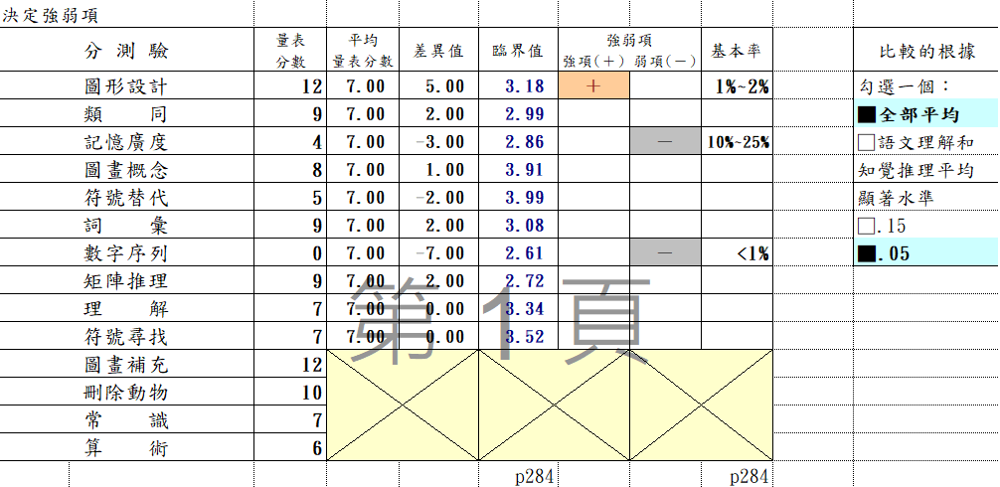 決定強弱項
分 測 驗 量表分數 平均量表分數 差異值 臨界值 強弱項 強項(+) 弱項(－) 基本率 比較的根據
圖形設計 12 7.00 5.00 3.18 + 1%~2% 勾選一個：
類 同 9 7.00 2.00 2.99 ■全部平均
記憶廣度 4 7.00 -3.00 2.86 － 10%~25% □語文理解和
圖畫概念 8 7.00 1.00 3.91 知覺推理平均
符號替代 5 7.00 -2.00 3.99 顯著水準
詞 彙 9 7.00 2.00 3.08 □.15
數字序列 0 7.00 -7.00 2.61 － <1% ■.05
矩陣推理 9 7.00 2.00 2.72
理 解 7 7.00 0.00 3.34
符號尋找 7 7.00 0.00 3.52
第 1 頁
圖畫補充 12
刪除動物 10
常 識 7
算 術 6
p284 p284